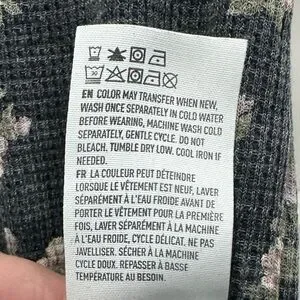 EN COLOR MAY TRANSFER WHEN NEW,
WASH ONCE SEPARATELY IN COLD WATER
BEFORE WEARING, MACHINE WASH COLD
SEPARATELY, GENTLE CYCLE. DO NOT
BLEACH. TUMBLE DRY LOW. COOL IRON IF
NEEDED.
FR LA COULEUR PEUT DÉTEINDRE
LORSQUE LE VÊTEMENT EST NEUF, LAVER
SÉPARÉMENT À L'EAU FROIDE AVANT DE
PORTER LE VÊTEMENT POUR LA PREMIÈRE
FOIS, LAVER SÉPARÉMENT À LA MACHINE
À L'EAU FROIDE, CYCLE DÉLICAT. NE PAS
JAVELLISER. SÉCHER À LA MACHINE
CYCLE DOUX. REPASSER À BASSE
TEMPÉRATURE AU BESOIN.